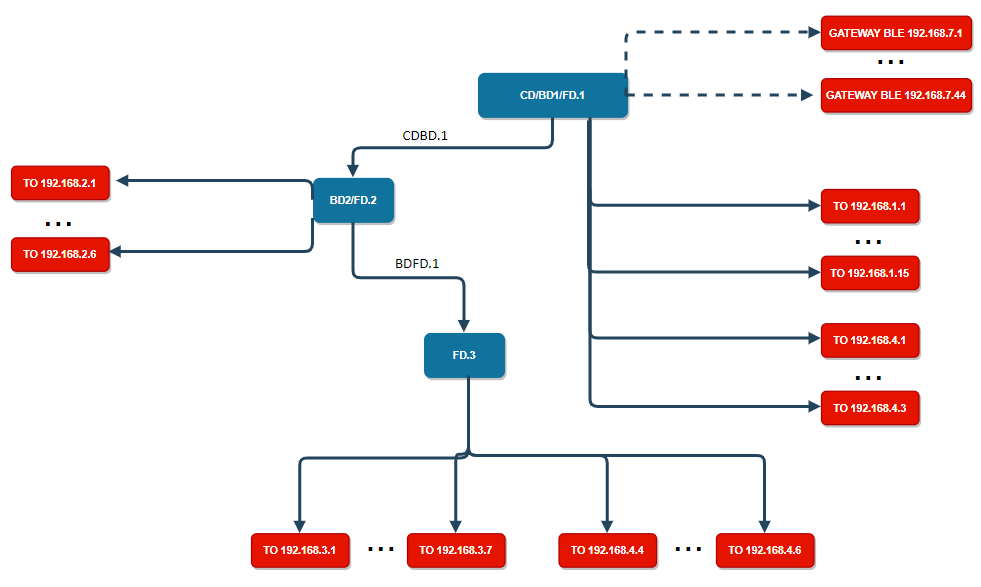 GATEWAY BLE 192.168.7.1
...
GATEWAY BLE 192.168.7.44
CD/BD1/FD.1
CDBD.1
TO 192.168.2.1
...
TO 192.168.2.6
BD2/FD.2
TO 192.168.1.1
...
TO 192.168.1.15
BDFD.1
FD.3
TO 192.168.4.1
...
TO 192.168.4.3
TO 192.168.3.1 ... TO 192.168.3.7 TO 192.168.4.4 ... TO 192.168.4.6